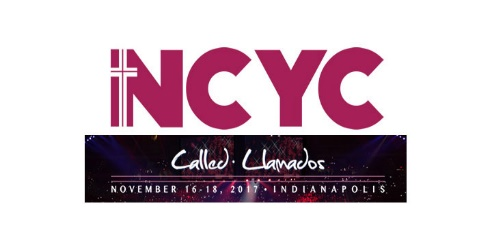 NCYC
Called · Llamados
NOVEMBER 16-18, 2017 · INDIANAPOLIS